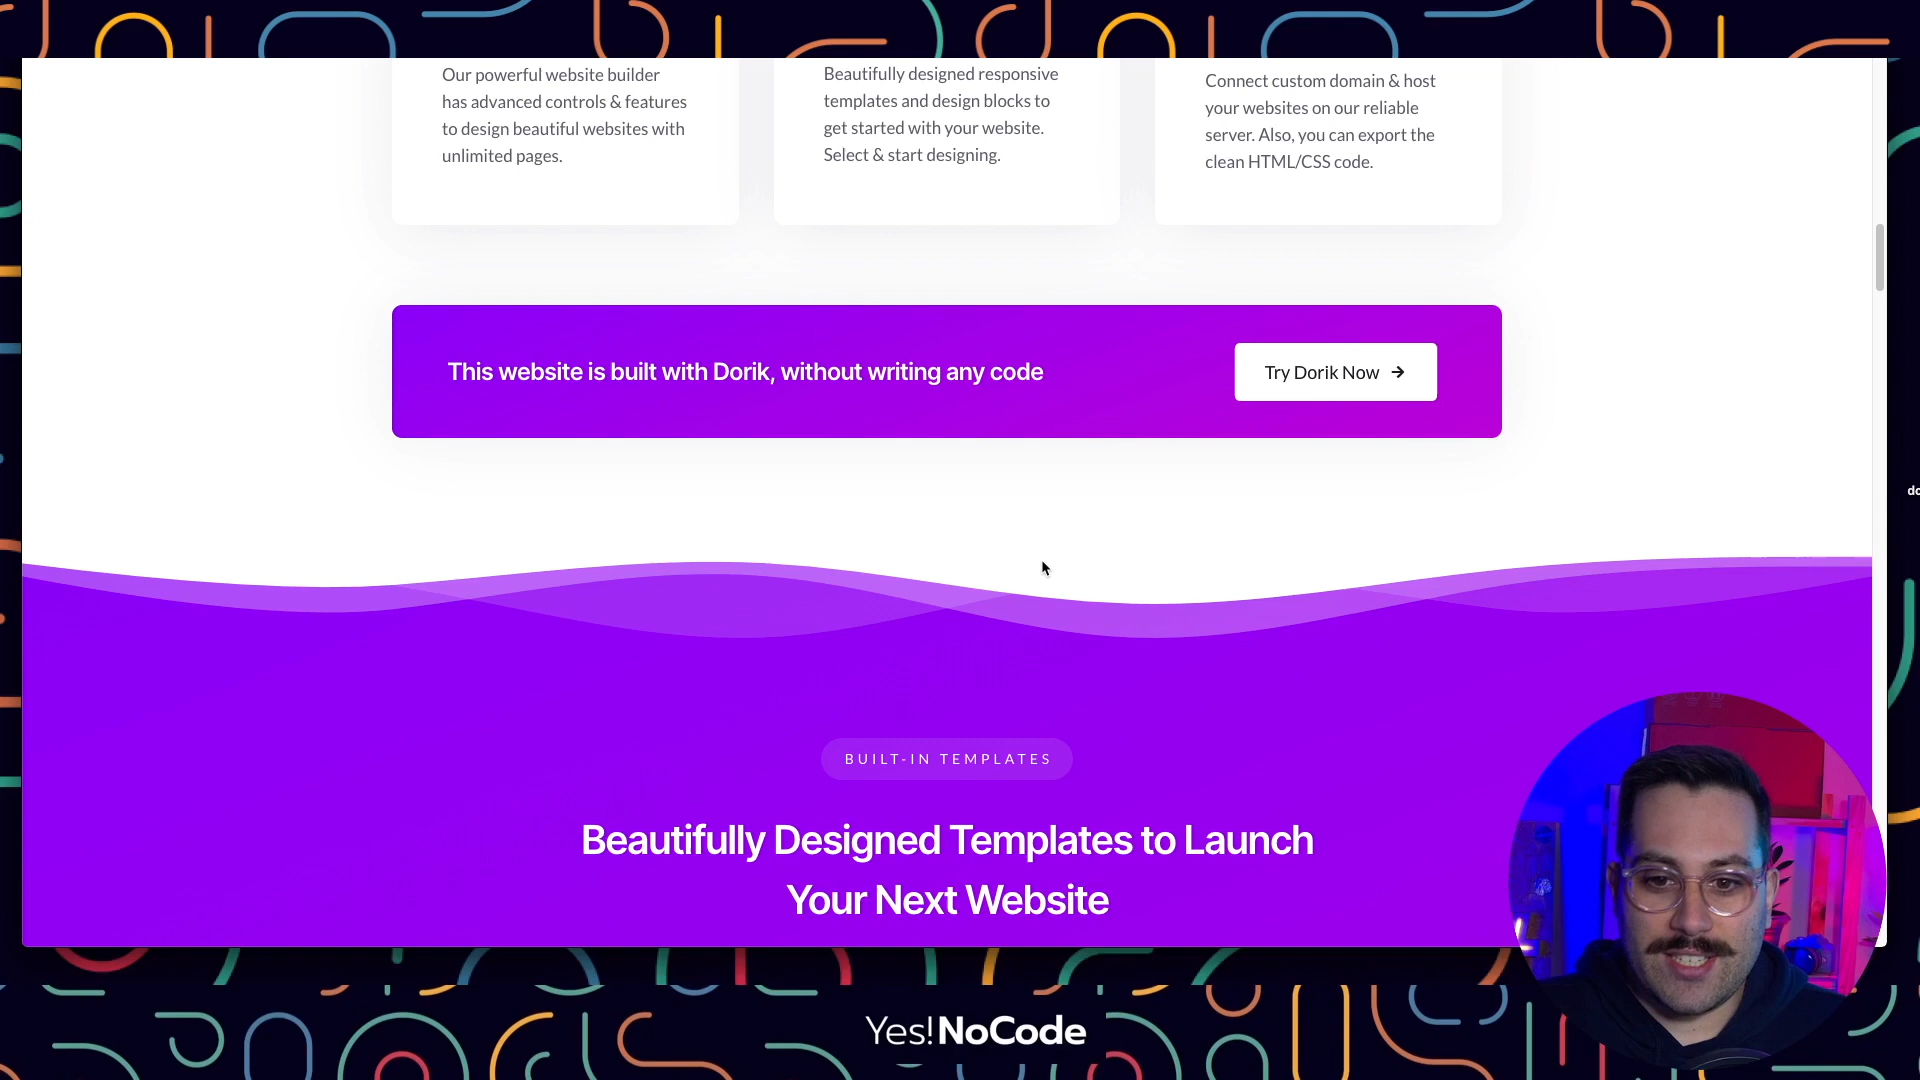 Our powerful website builder
has advanced controls & features
to design beautiful websites with
unlimited pages.
Beautifully designed responsive
templates and design blocks to
get started with your website.
Select & start designing.
Connect custom domain & host
your websites on our reliable
server. Also, you can export the
clean HTML/CSS code.
This website is built with Dorik, without writing any code
Try Dorik Now
BUILT-IN TEMPLATES
Beautifully Designed Templates to Launch
Your Next Website
Yes!NoCode